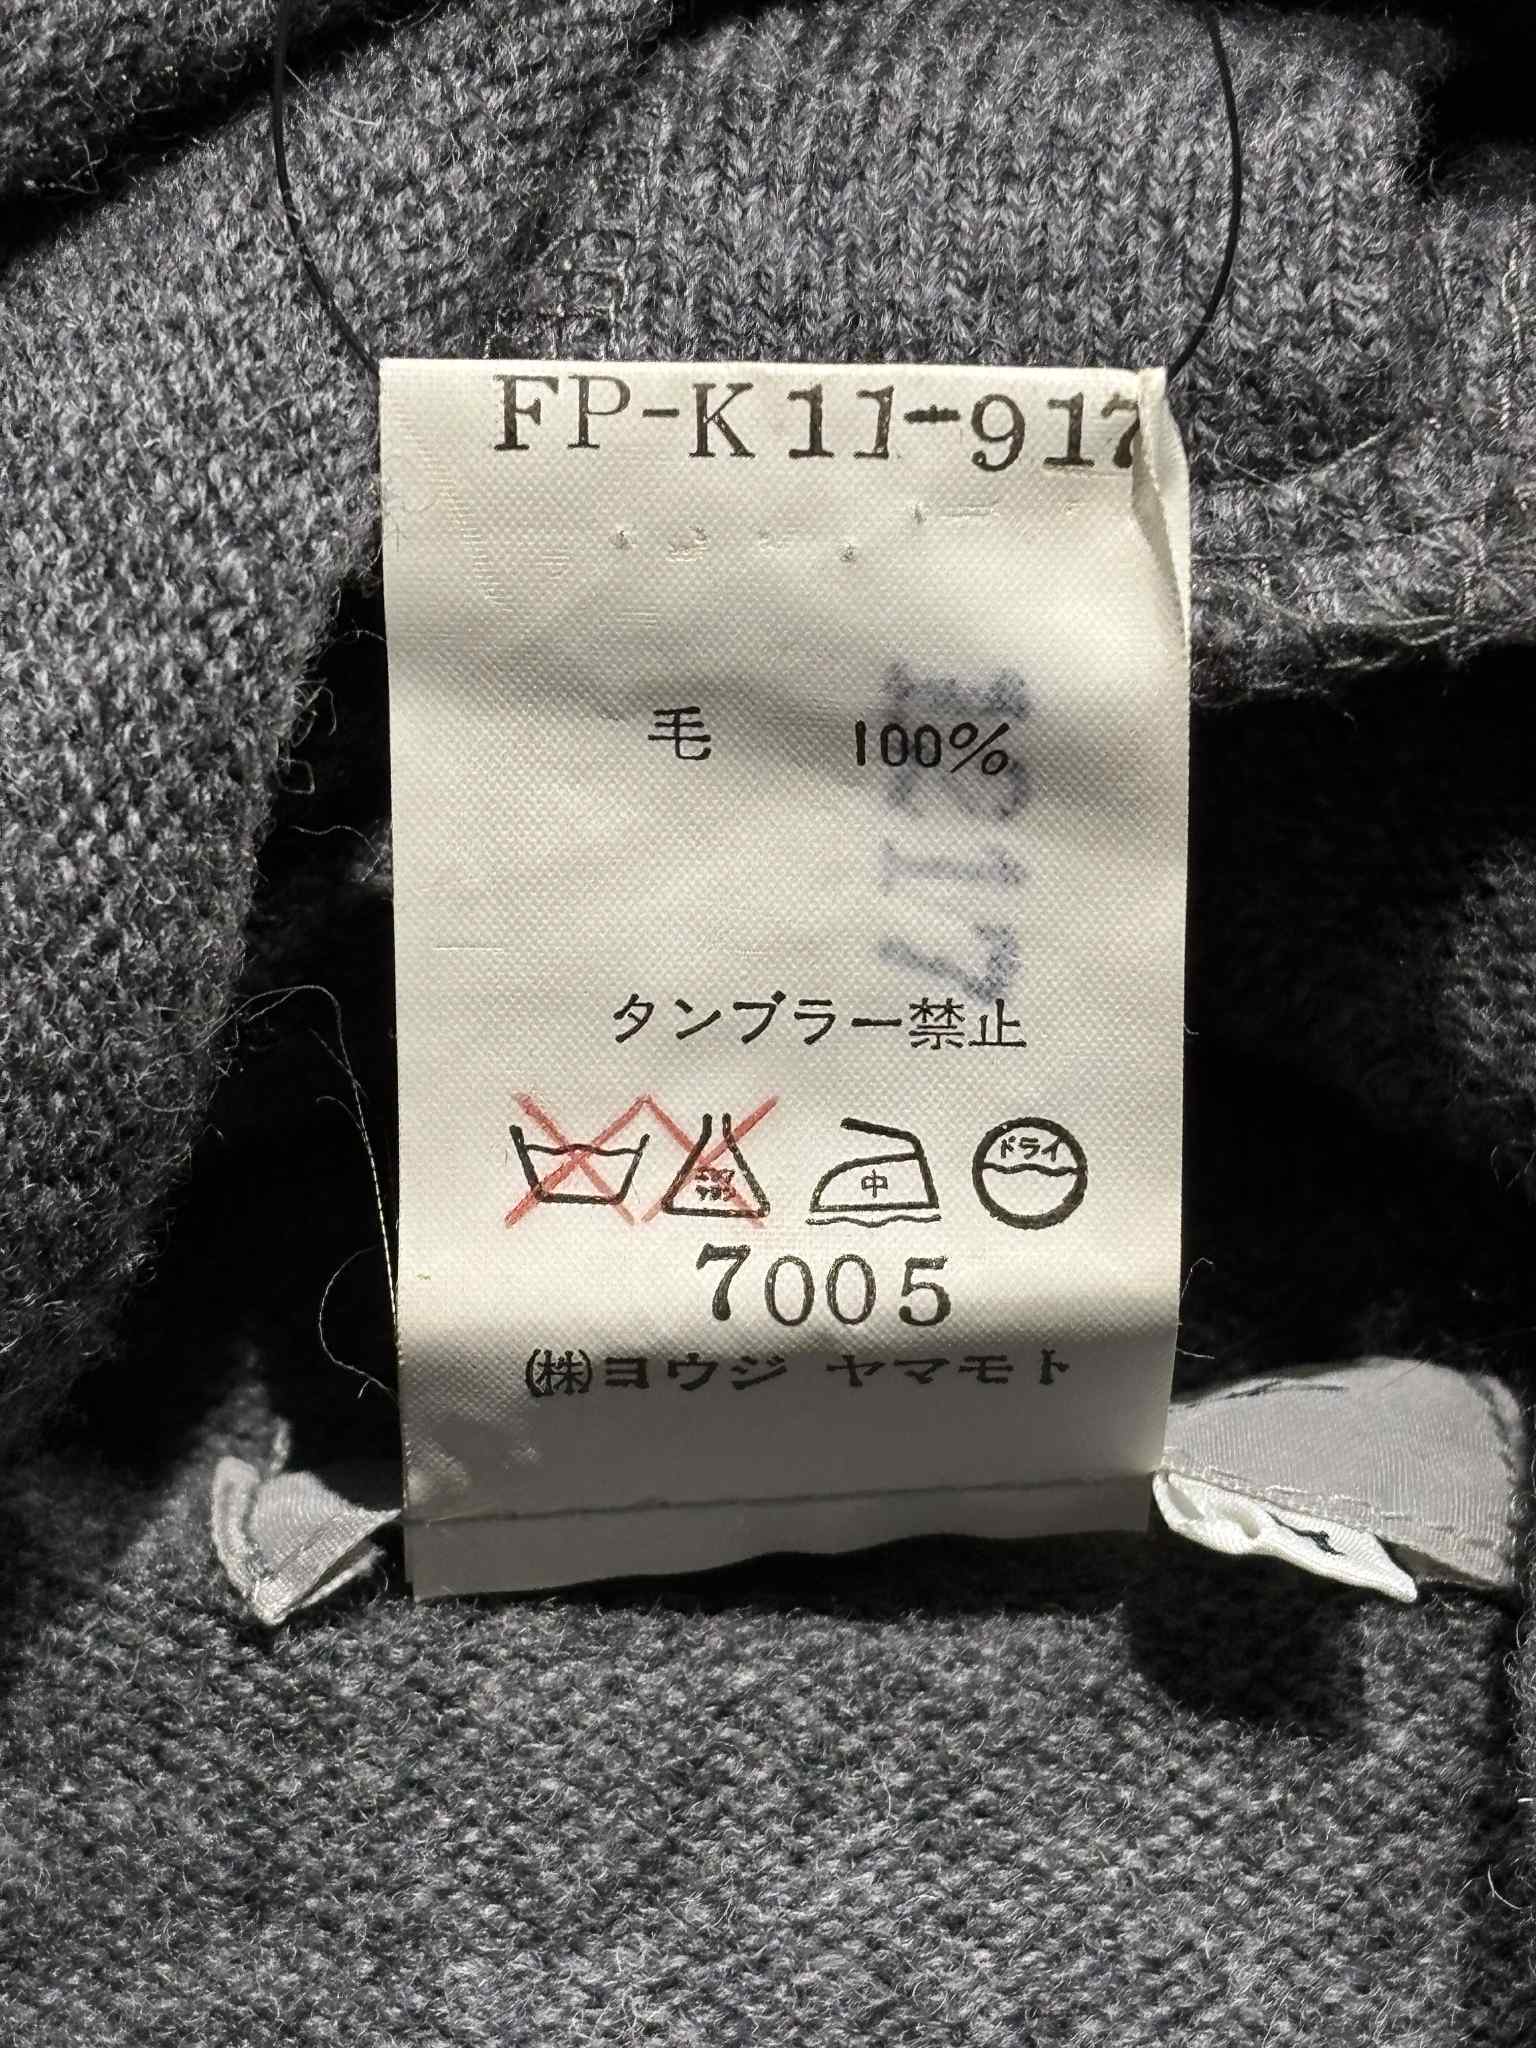 FP-K11-917
毛 100%
タンブラー禁止
中 ドライ
7005
(株)ヨウジ ヤマモト